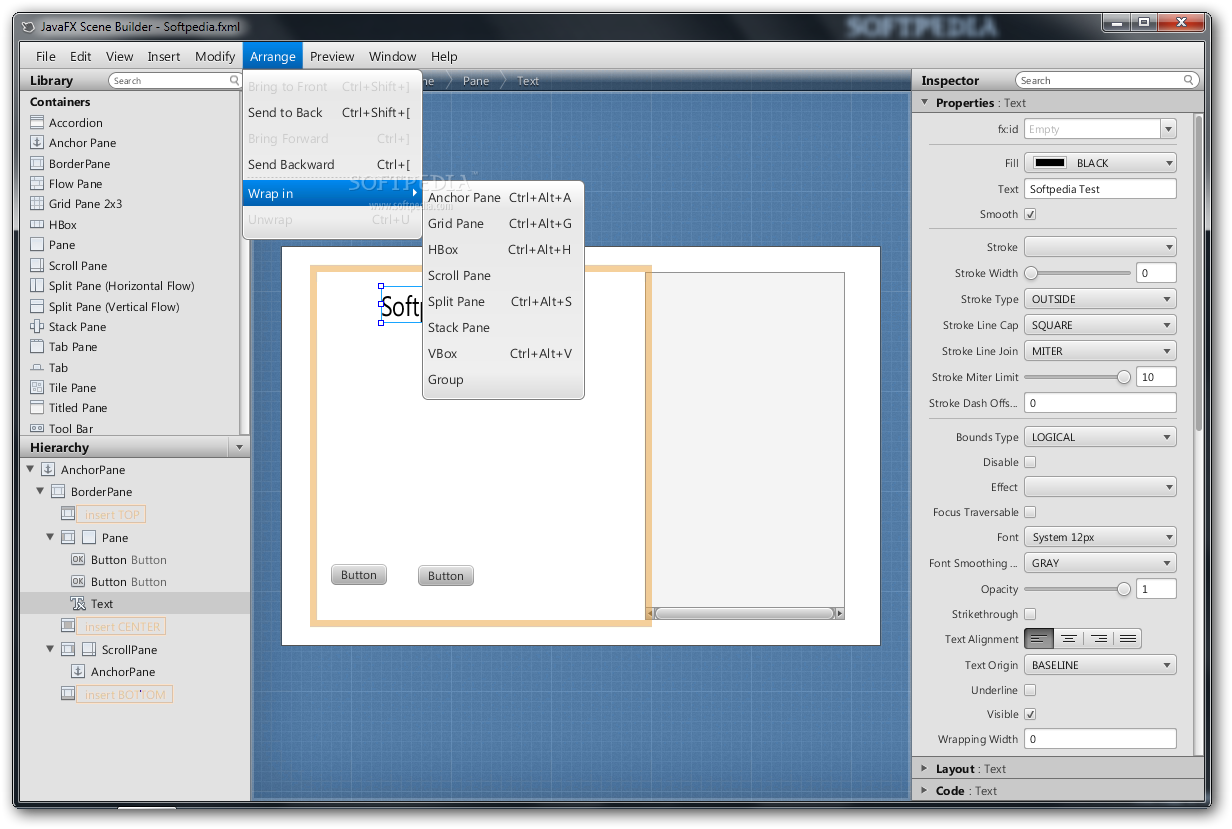 SOFTPEDIA
JavaFX Scene Builder - Softpedia.fxml
File Edit View Insert Modify Arrange Preview Window Help
Library
Search
Containers
Accordion
Anchor Pane
BorderPane
Flow Pane
Grid Pane 2x3
HBox
Pane
Scroll Pane
Split Pane (Horizontal Flow)
Split Pane (Vertical Flow)
Stack Pane
Tab Pane
Tab
Tile Pane
Titled Pane
Tool Bar
Hierarchy
AnchorPane
BorderPane
insert TOP
Pane
OK Button Button
OK Button Button
Text
insert CENTER
ScrollPane
AnchorPane
insert BOTTOM
Bring to Front Ctrl+Shift+]
Send to Back Ctrl+Shift+[
Bring Forward Ctrl+]
Send Backward Ctrl+[
Wrap in
Unwrap Ctrl+U
SOFTPEDIA™
www.softpedia.com
Anchor Pane Ctrl+Alt+A
Grid Pane Ctrl+Alt+G
HBox Ctrl+Alt+H
Scroll Pane
Split Pane Ctrl+Alt+S
Stack Pane
VBox Ctrl+Alt+V
Group
Pane Text
Button Button
Inspector
Search
Properties : Text
fx:id Empty
Fill BLACK
Text Softpedia Test
Smooth
Stroke
Stroke Width 0
Stroke Type OUTSIDE
Stroke Line Cap SQUARE
Stroke Line Join MITER
Stroke Miter Limit 10
Stroke Dash Offs... 0
Bounds Type LOGICAL
Disable
Effect
Focus Traversable
Font System 12px
Font Smoothing ... GRAY
Opacity 1
Strikethrough
Text Alignment
Text Origin BASELINE
Underline
Visible
Wrapping Width 0
Layout : Text
Code : Text